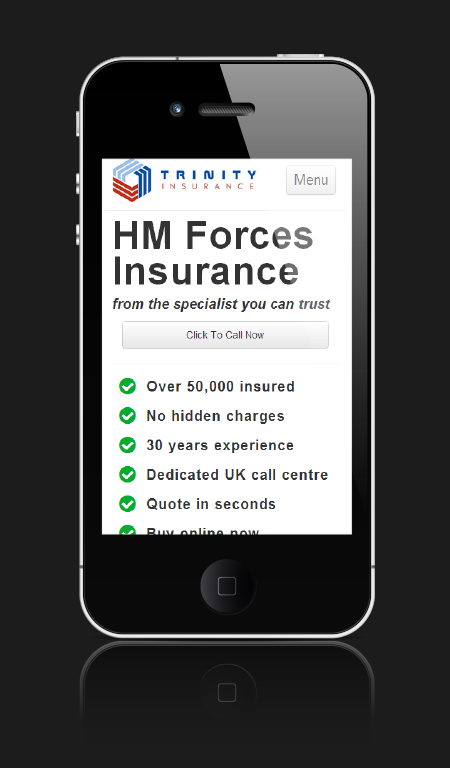 TRINITY
INSURANCE
Menu
HM Forces
Insurance
from the specialist you can trust
Click To Call Now
Over 50,000 insured
No hidden charges
30 years experience
Dedicated UK call centre
Quote in seconds
Buy online now